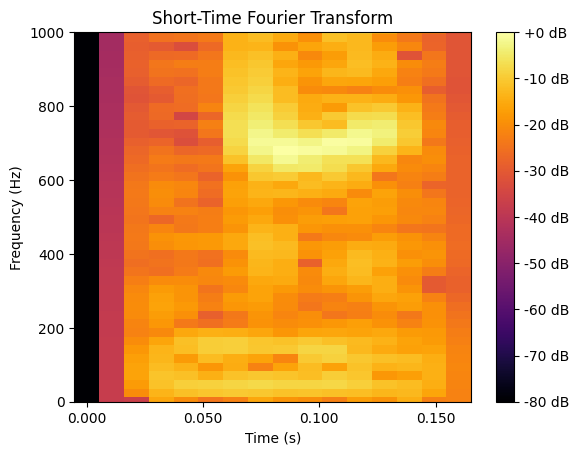 Short-Time Fourier Transform
1000
800
600
400
200
0
Frequency (Hz)
0.000
0.050
0.100
0.150
Time (s)
+0 dB
-10 dB
-20 dB
-30 dB
-40 dB
-50 dB
-60 dB
-70 dB
-80 dB